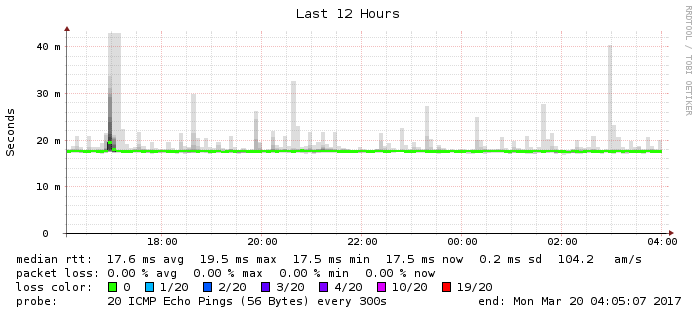 Last 12 Hours
RRDTOOL / TOBI OETIKER
Seconds
40 m
30 m
20 m
10 m
0
18:00 20:00 22:00 00:00 02:00 04:00
median rtt: 17.6 ms avg 19.5 ms max 17.5 ms min 17.5 ms now 0.2 ms sd 104.2 am/s
packet loss: 0.00 % avg 0.00 % max 0.00 % min 0.00 % now
loss color: 0 1/20 2/20 3/20 4/20 10/20 19/20
probe: 20 ICMP Echo Pings (56 Bytes) every 300s end: Mon Mar 20 04:05:07 2017